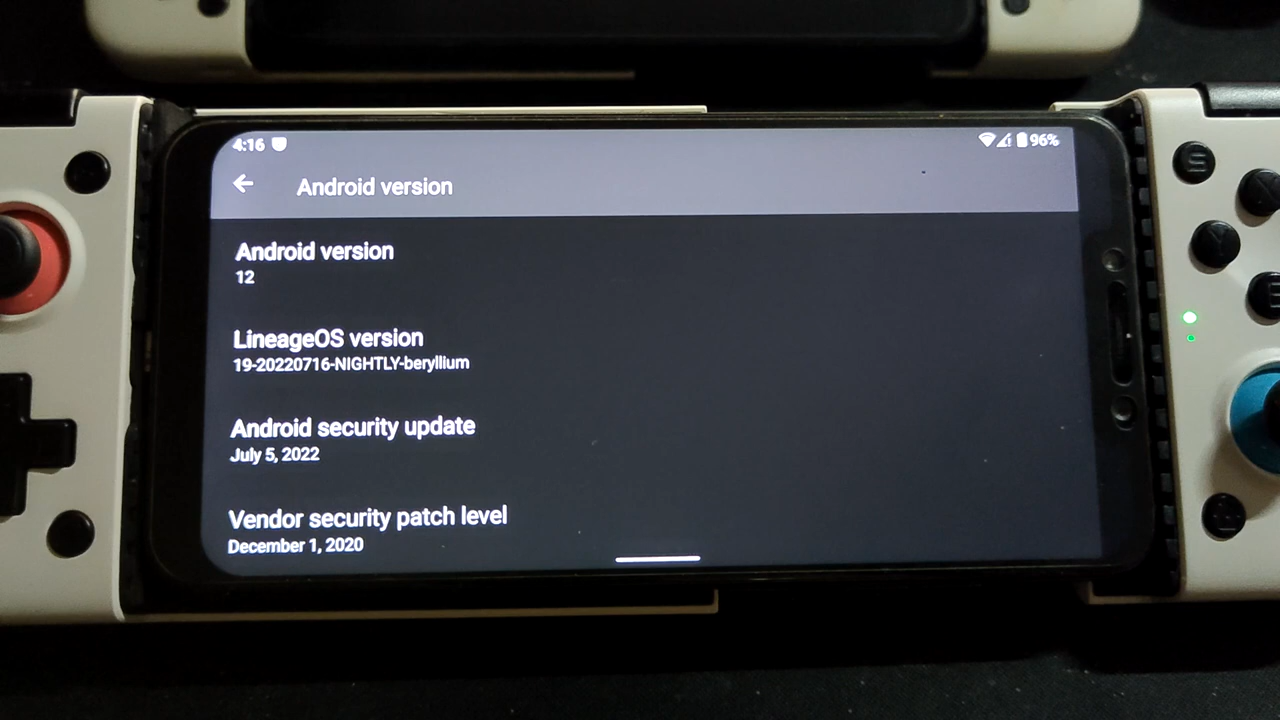 4:16
96%
Android version
Android version
12
LineageOS version
19-20220716-NIGHTLY-beryllium
Android security update
July 5, 2022
Vendor security patch level
December 1, 2020
S
Y